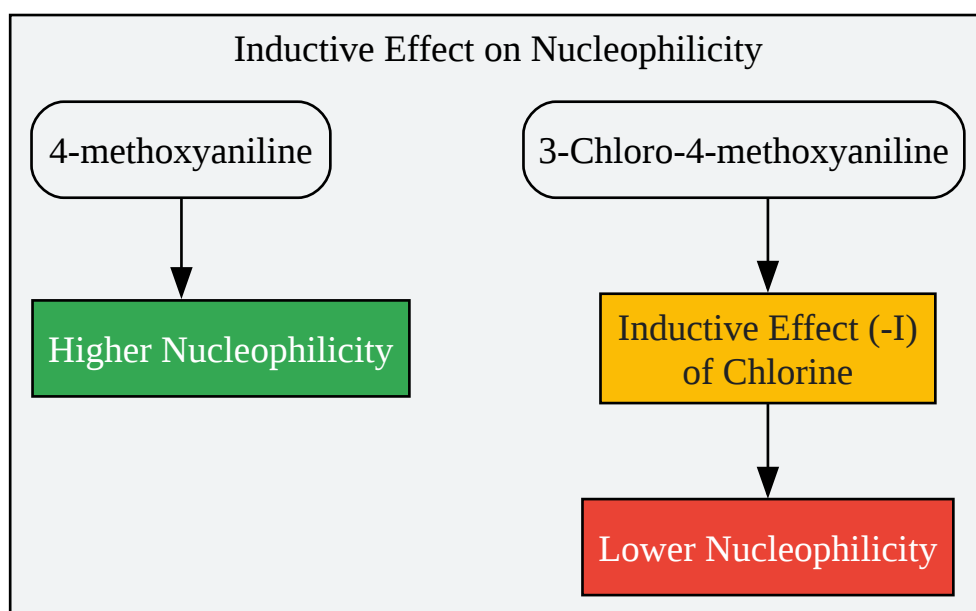 Inductive Effect on Nucleophilicity
4-methoxyaniline
3-Chloro-4-methoxyaniline
Higher Nucleophilicity
Inductive Effect (-I)
of Chlorine
Lower Nucleophilicity